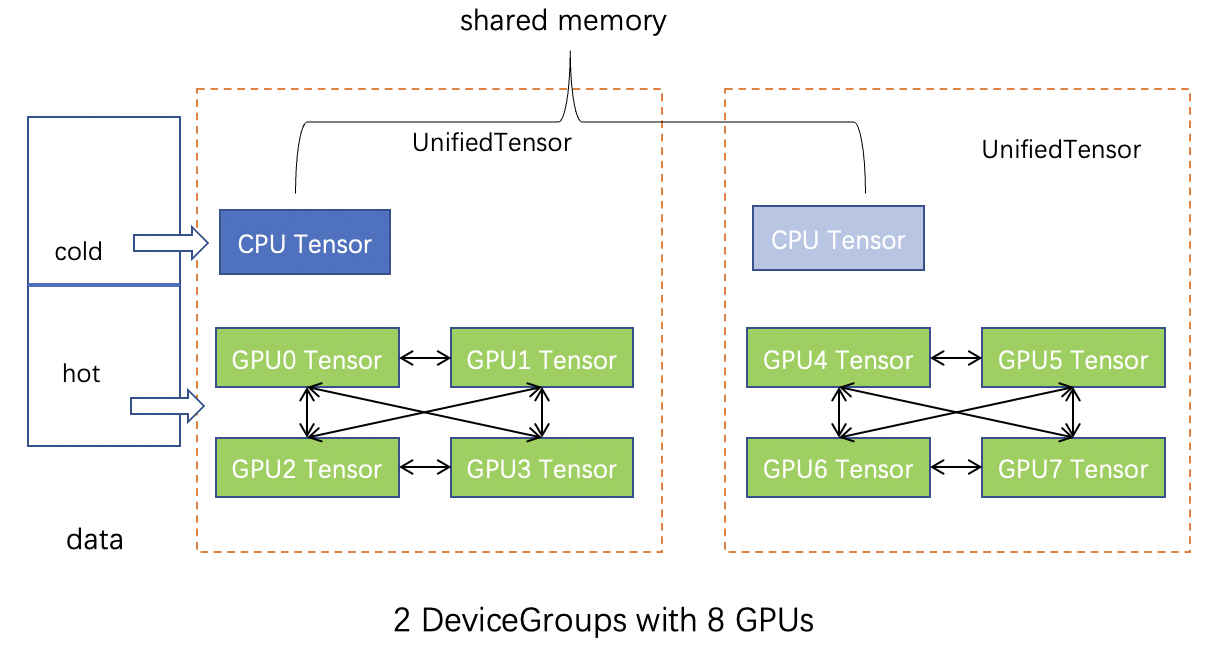 shared memory
UnifiedTensor
UnifiedTensor
cold
CPU Tensor
CPU Tensor
hot
GPU0 Tensor
GPU1 Tensor
GPU4 Tensor
GPU5 Tensor
GPU2 Tensor
GPU3 Tensor
GPU6 Tensor
GPU7 Tensor
data
2 DeviceGroups with 8 GPUs